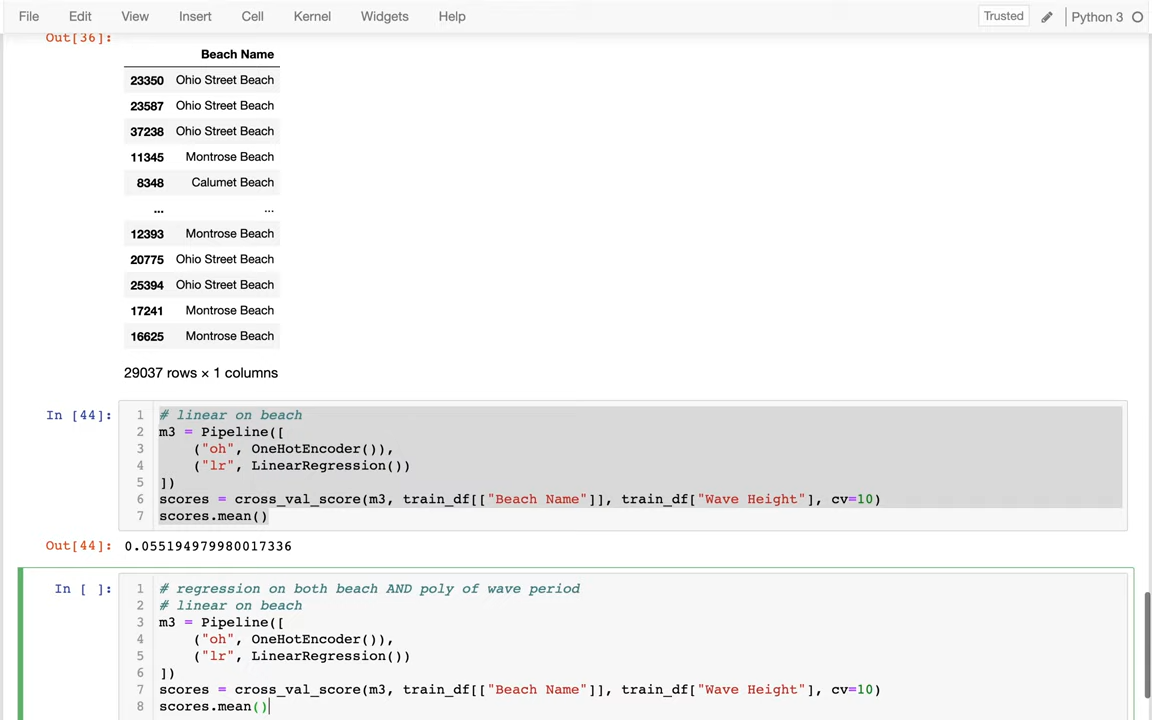 File Edit View Insert Cell Kernel Widgets Help Trusted Python 3
Out[36]:
Beach Name
23350 Ohio Street Beach
23587 Ohio Street Beach
37238 Ohio Street Beach
11345 Montrose Beach
8348 Calumet Beach
... ...
12393 Montrose Beach
20775 Ohio Street Beach
25394 Ohio Street Beach
17241 Montrose Beach
16625 Montrose Beach
29037 rows × 1 columns
In [44]: 1 # linear on beach
2 m3 = Pipeline([
3 ("oh", OneHotEncoder()),
4 ("lr", LinearRegression())
5 ])
6 scores = cross_val_score(m3, train_df[["Beach Name"]], train_df["Wave Height"], cv=10)
7 scores.mean()
Out[44]: 0.055194979980017336
In [ ]: 1 # regression on both beach AND poly of wave period
2 # linear on beach
3 m3 = Pipeline([
4 ("oh", OneHotEncoder()),
5 ("lr", LinearRegression())
6 ])
7 scores = cross_val_score(m3, train_df[["Beach Name"]], train_df["Wave Height"], cv=10)
8 scores.mean()